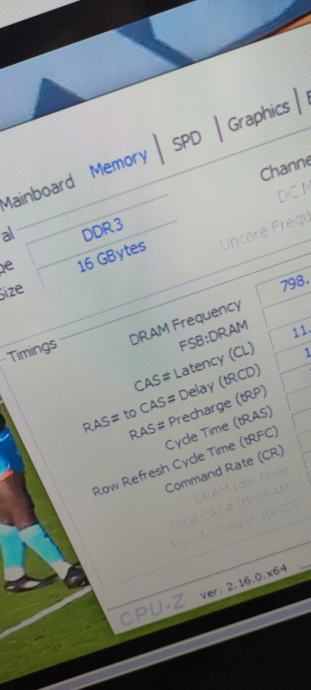 Mainboard Memory SPD Graphics
DDR3
16 GBytes
Size
Channe
DC M
Uncore Frequ
Timings
DRAM Frequency 798.
FSB:DRAM
CAS# Latency (CL) 11.
RAS# to CAS# Delay (tRCD)
RAS# Precharge (tRP)
Cycle Time (tRAS)
Row Refresh Cycle Time (tRFC)
Command Rate (CR)
DRAM Idle Timer
Total CAS# (tRDRAM)
Row To Column (tRCD)
CPU-Z Ver. 2.16.0.x64